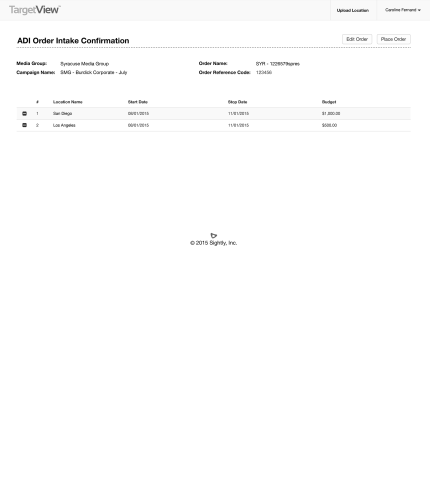 TargetView
Upload Location
Caroline Fernand
ADI Order Intake Confirmation
Edit Order
Place Order
Media Group: Syracuse Media Group
Order Name:
Campaign Name: SMG - Burdick Corporate - July
Order Reference Code: 123456
# Location Name Start Date Stop Date Budget
1 San Diego 08/01/2015 11/01/2015 $1,000.00
2 Los Angeles 08/01/2015 11/01/2015 $500.00
© 2015 Sightly, Inc.